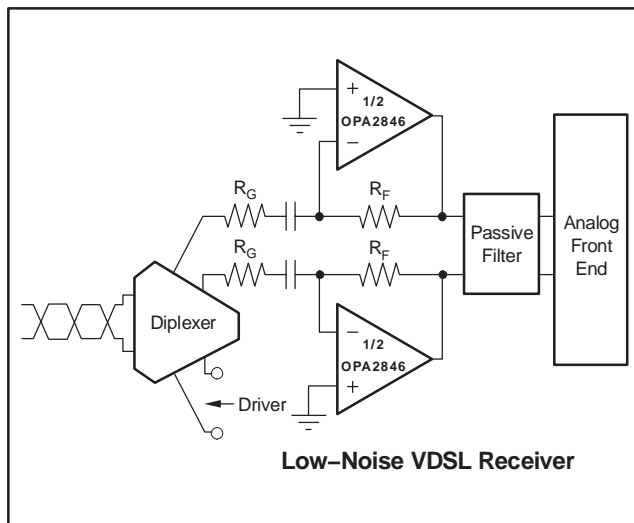 +
1/2
OPA2846
−
R_G
R_F
R_G
R_F
Passive
Filter
Analog
Front
End
Diplexer
−
1/2
OPA2846
+
Driver
Low−Noise VDSL Receiver